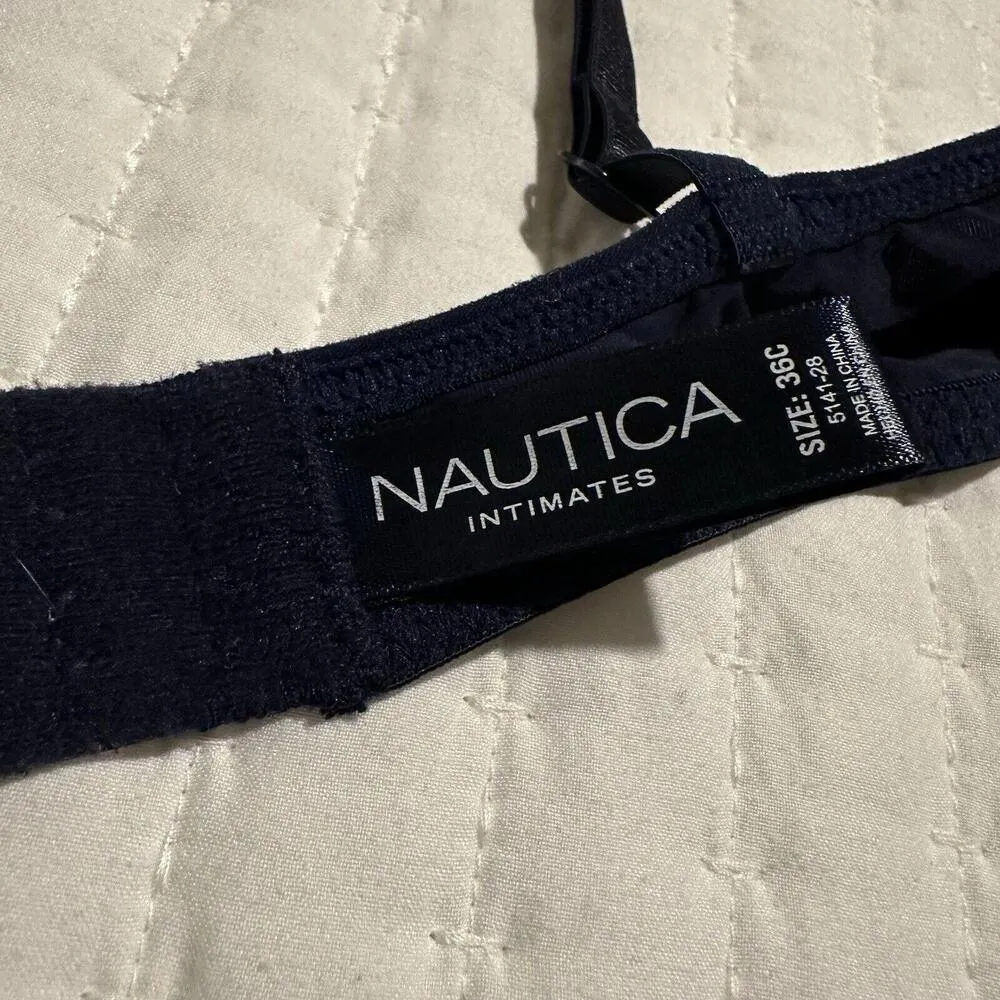 NAUTICA
INTIMATES
SIZE: 36C
5141-28
MADE IN CHINA